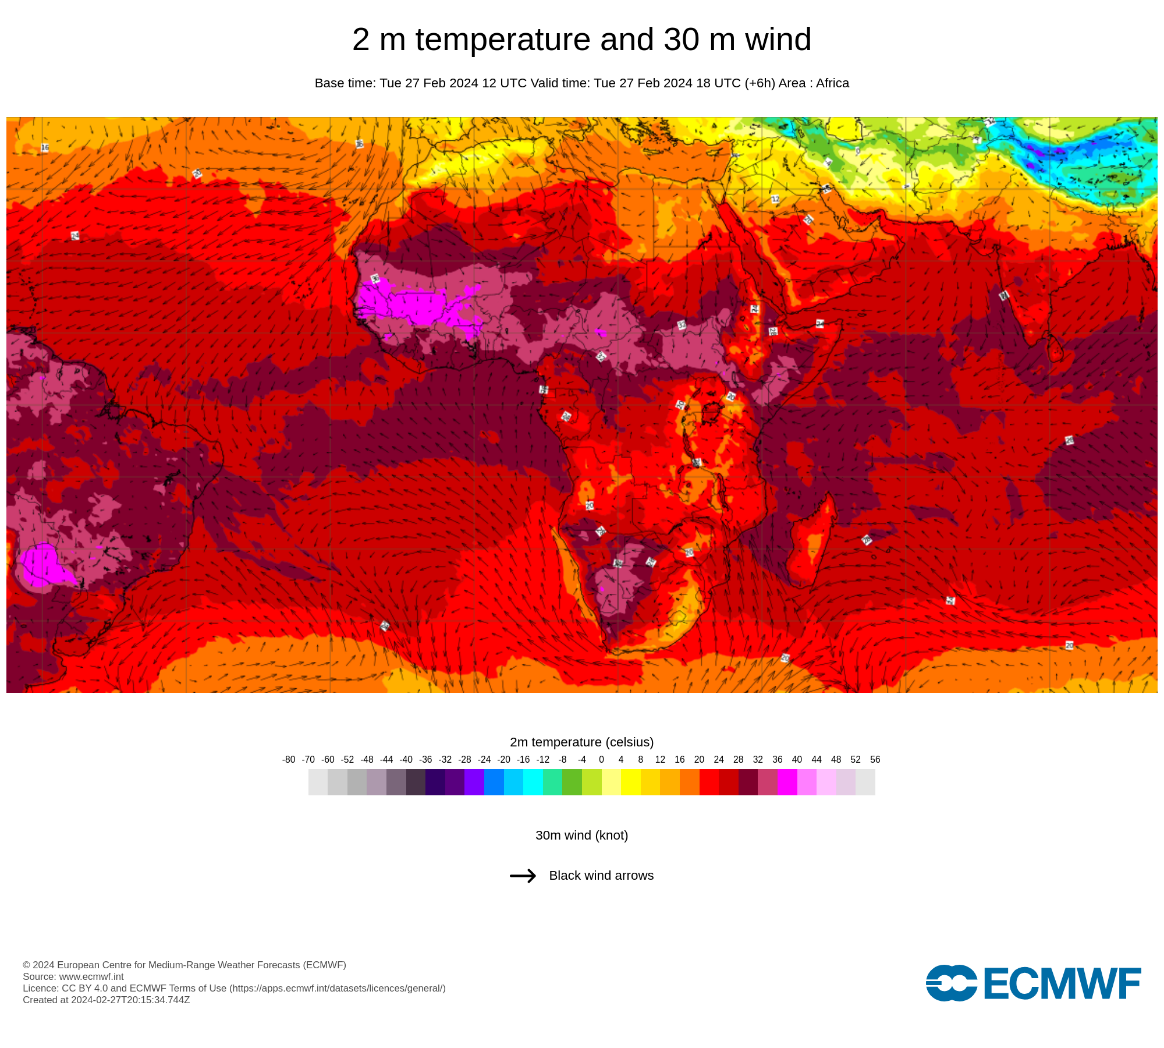 2 m temperature and 30 m wind
Base time: Tue 27 Feb 2024 12 UTC Valid time: Tue 27 Feb 2024 18 UTC (+6h) Area : Africa
16
24
12
2m temperature (celsius)
-80 -70 -60 -52 -48 -44 -40 -36 -32 -28 -24 -20 -16 -12 -8 -4 0 4 8 12 16 20 24 28 32 36 40 44 48 52 56
30m wind (knot)
Black wind arrows
© 2024 European Centre for Medium-Range Weather Forecasts (ECMWF)
Source: www.ecmwf.int
Licence: CC BY 4.0 and ECMWF Terms of Use (https://apps.ecmwf.int/datasets/licences/general/)
Created at 2024-02-27T20:15:34.744Z
ECMWF